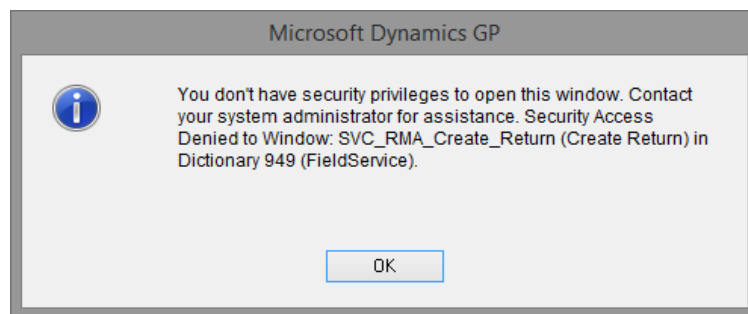 Microsoft Dynamics GP
You don't have security privileges to open this window. Contact
your system administrator for assistance. Security Access
Denied to Window: SVC_RMA_Create_Return (Create Return) in
Dictionary 949 (FieldService).
OK